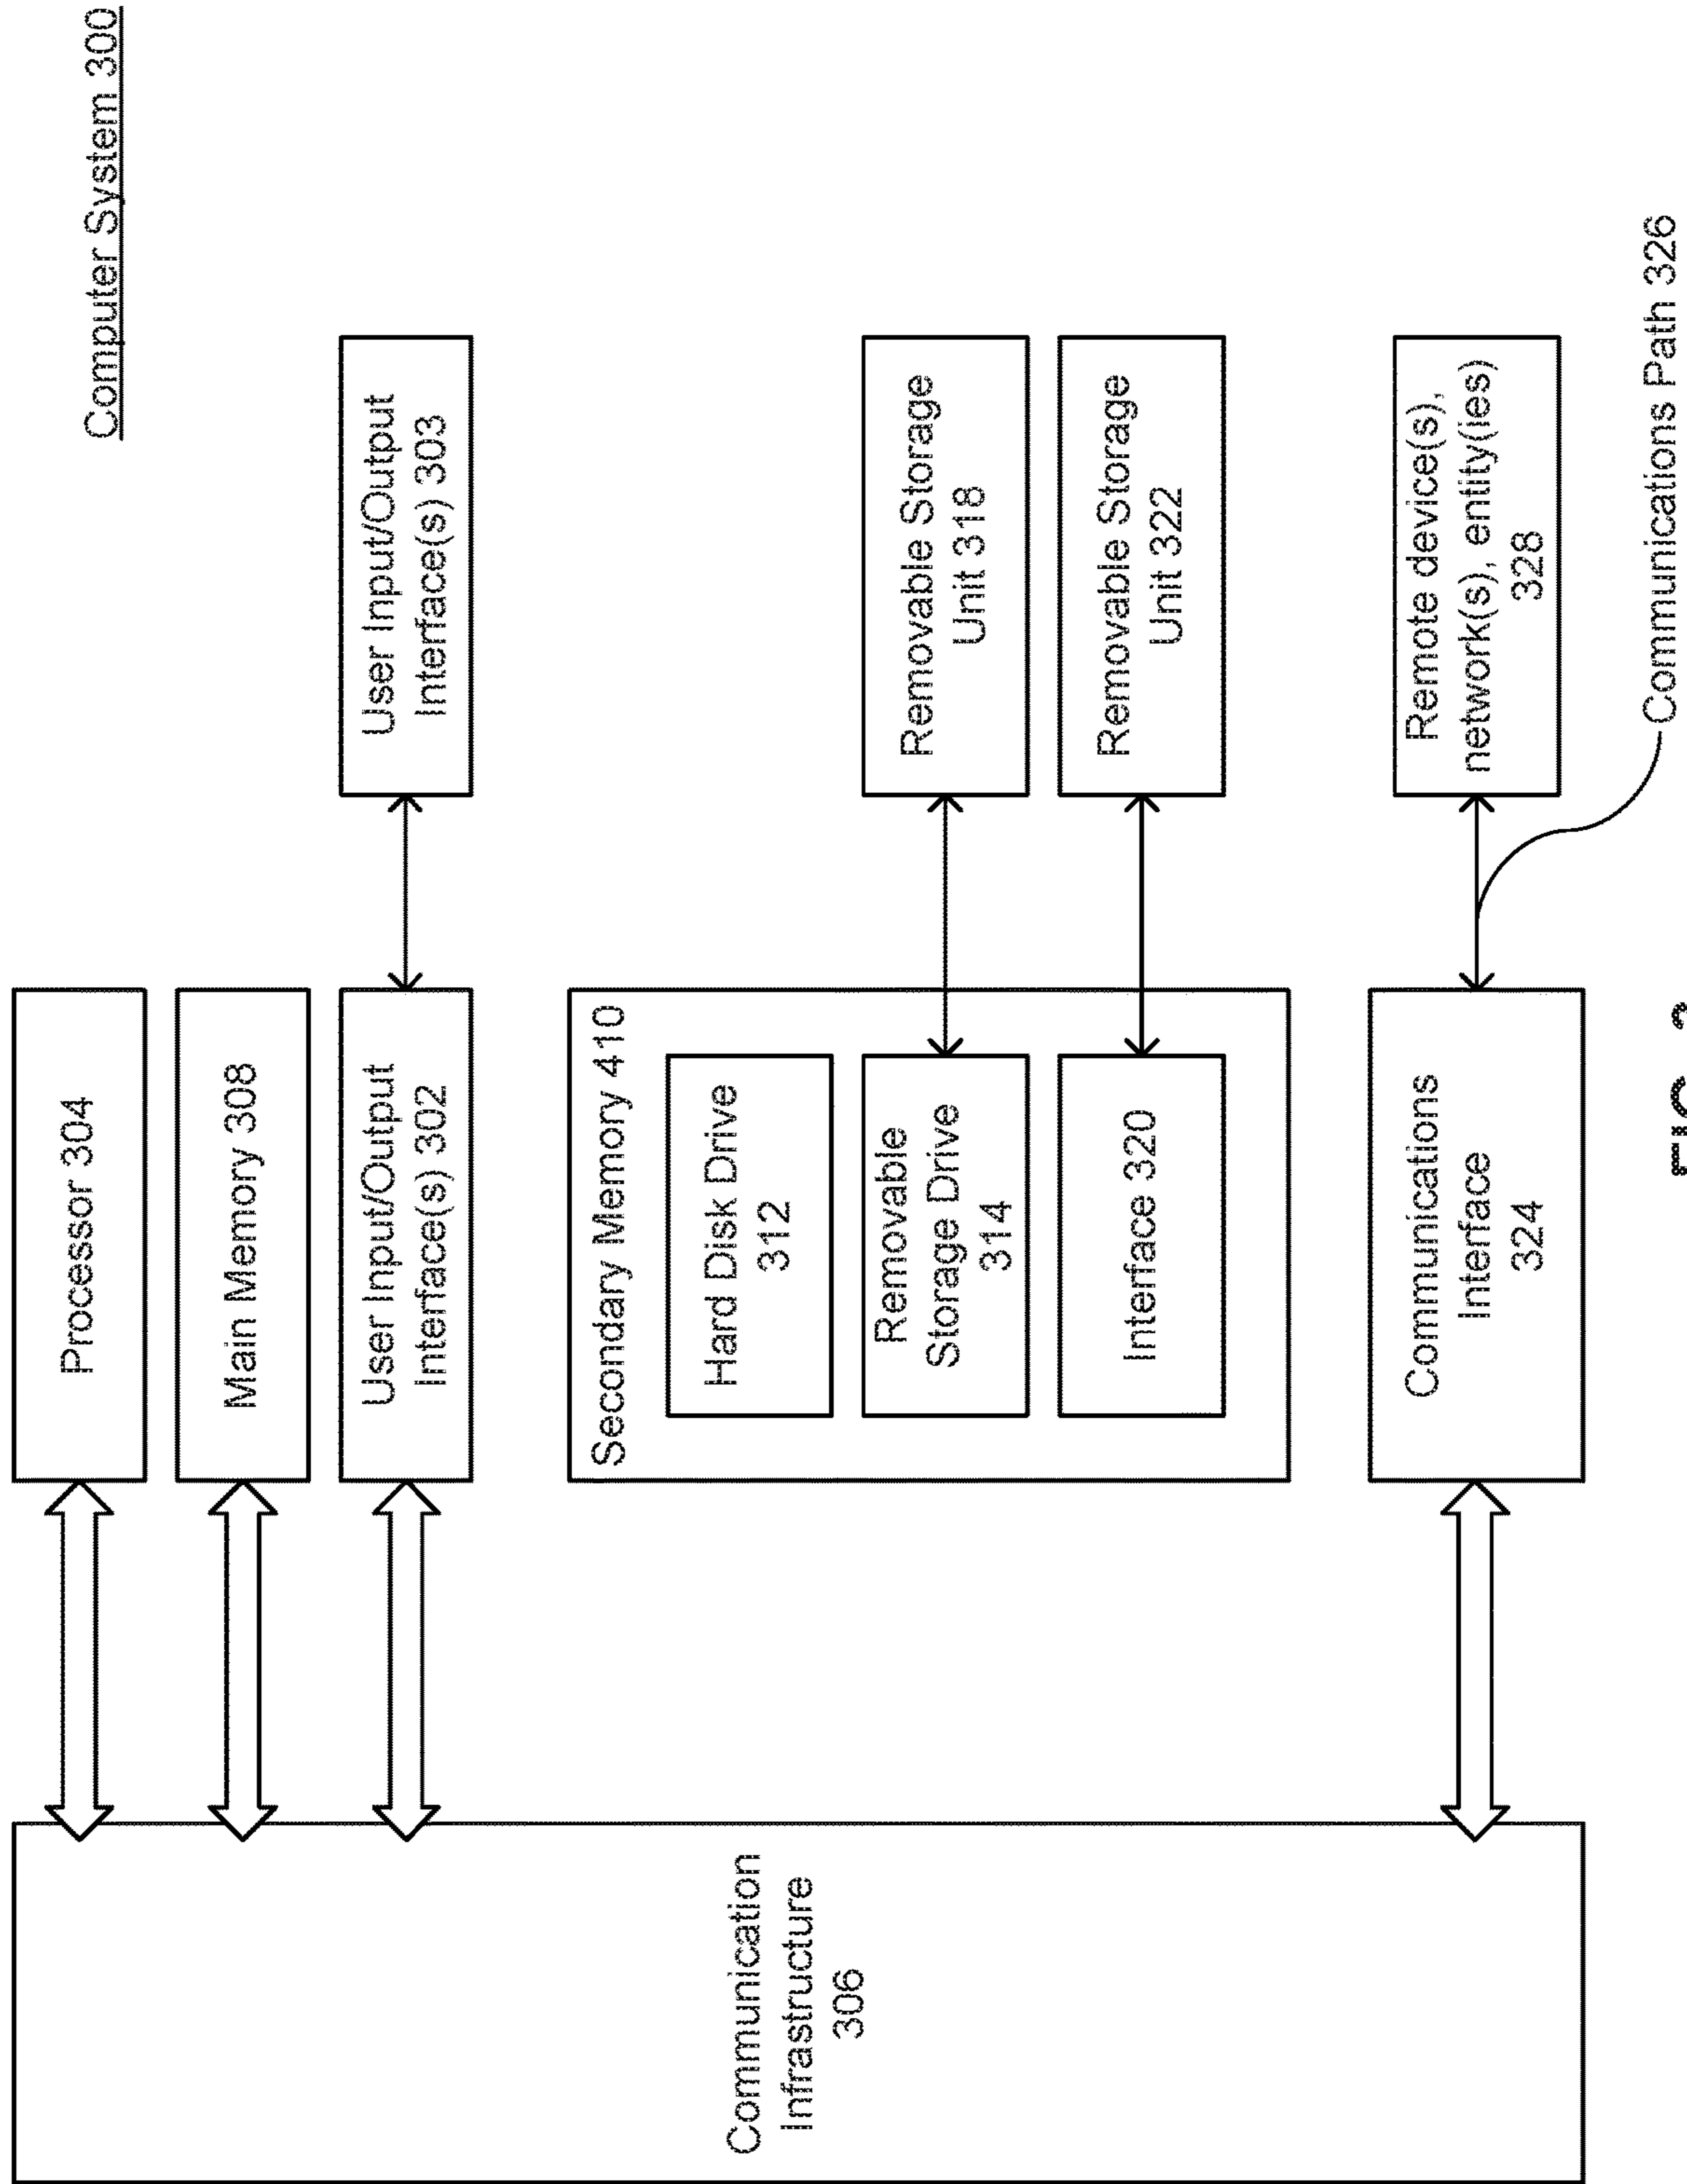 Computer System 300
Processor 304
Main Memory 308
User Input/Output
Interface(s) 302
User Input/Output
Interface(s) 303
Communication
Infrastructure
306
Secondary Memory 410
Hard Disk Drive
312
Removable
Storage Drive
314
Removable Storage
Unit 318
Interface 320
Removable Storage
Unit 322
Communications
Interface
324
Remote device(s),
network(s), entity(ies)
328
Communications Path 326